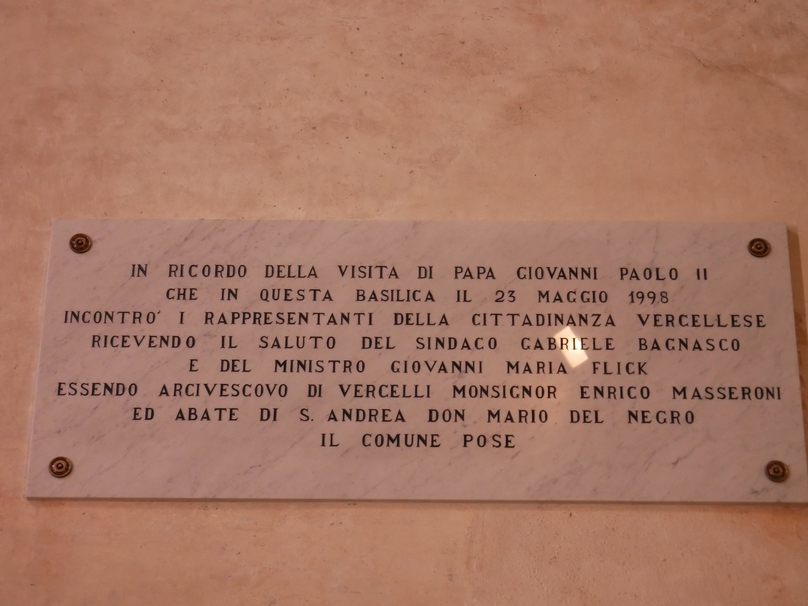 IN RICORDO DELLA VISITA DI PAPA GIOVANNI PAOLO II
CHE IN QUESTA BASILICA IL 23 MAGGIO 1998
INCONTRO' I RAPPRESENTANTI DELLA CITTADINANZA VERCELLESE
RICEVENDO IL SALUTO DEL SINDACO GABRIELE BAGNASCO
E DEL MINISTRO GIOVANNI MARIA FLICK
ESSENDO ARCIVESCOVO DI VERCELLI MONSIGNOR ENRICO MASSERONI
ED ABATE DI S. ANDREA DON MARIO DEL NEGRO
IL COMUNE POSE